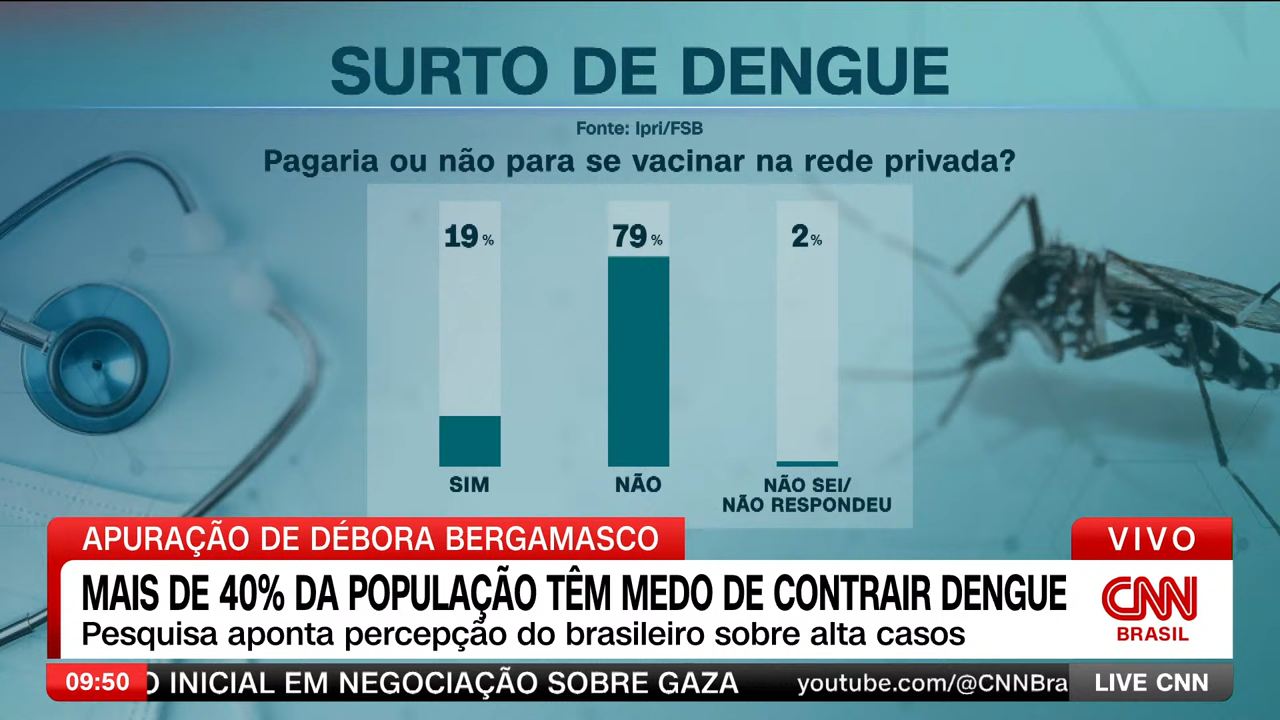 SURTO DE DENGUE
Fonte: Ipri/FSB
Pagaria ou não para se vacinar na rede privada?
19 %
79 %
2 %
SIM
NÃO
NÃO SEI/
NÃO RESPONDEU
APURAÇÃO DE DÉBORA BERGAMASCO
VIVO
MAIS DE 40% DA POPULAÇÃO TÊM MEDO DE CONTRAIR DENGUE
Pesquisa aponta percepção do brasileiro sobre alta casos
CNN
BRASIL
09:50
O INICIAL EM NEGOCIAÇÃO SOBRE GAZA
youtube.com/@CNNBra
LIVE CNN